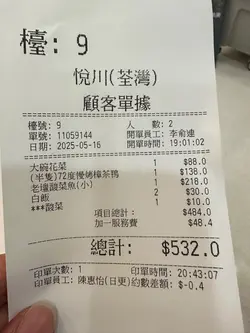 檯: 9
悅川(荃灣)
顧客單據
檯號: 9 人 數: 2
單號: 11059144 開單員工: 李俞達
日期: 2025-05-16 開單時間: 19:01:02
大碗花菜 1 $88.0
(半隻)72度慢烤樟茶鴨 1 $138.0
老壇酸菜魚(小) 1 $218.0
白飯 2 $30.0
***酸菜 1 $10.0
項目總計: $484.0
加一服務費 $48.4
總計: $532.0
印單次數: 1 印單時間: 20:43:07
印單員工: 陳惠怡(日更) 約數差額: $-0.4